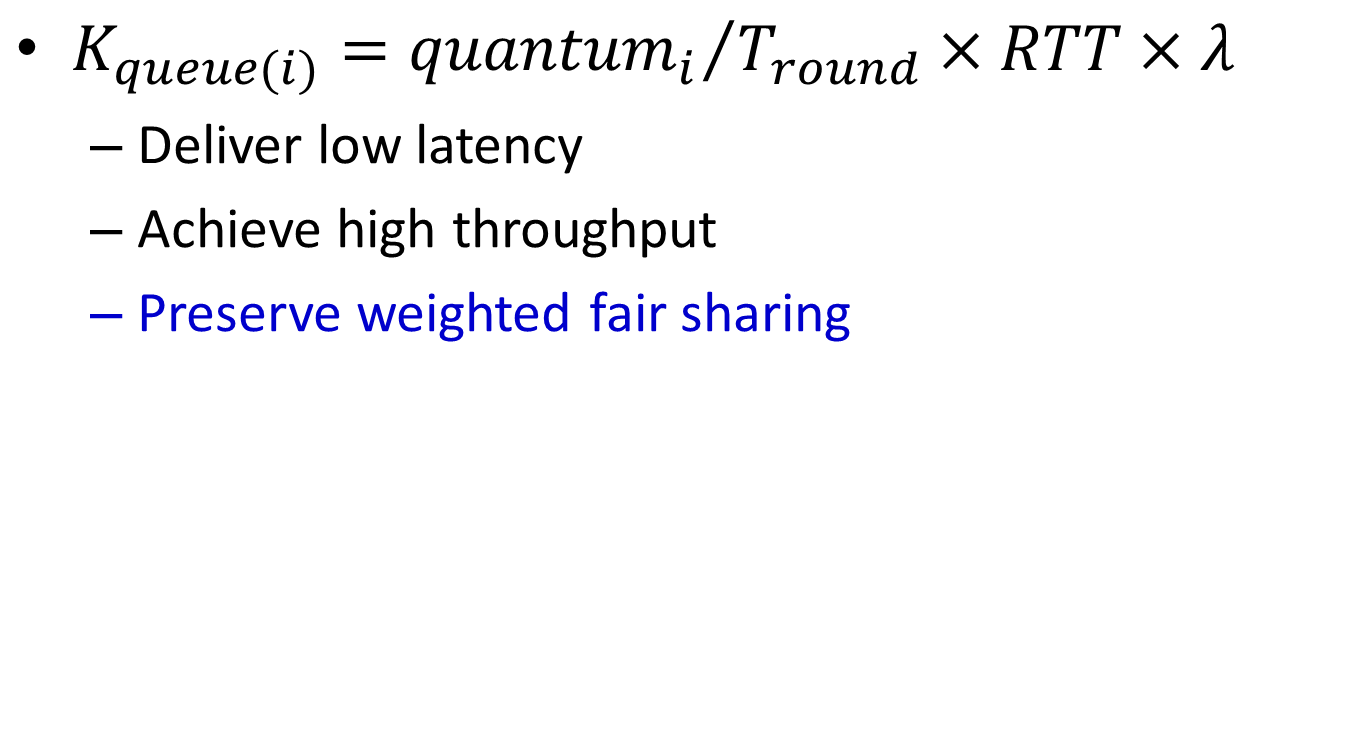 • K_queue(i) = quantum_i/T_round × RTT × λ
– Deliver low latency
– Achieve high throughput
– Preserve weighted fair sharing